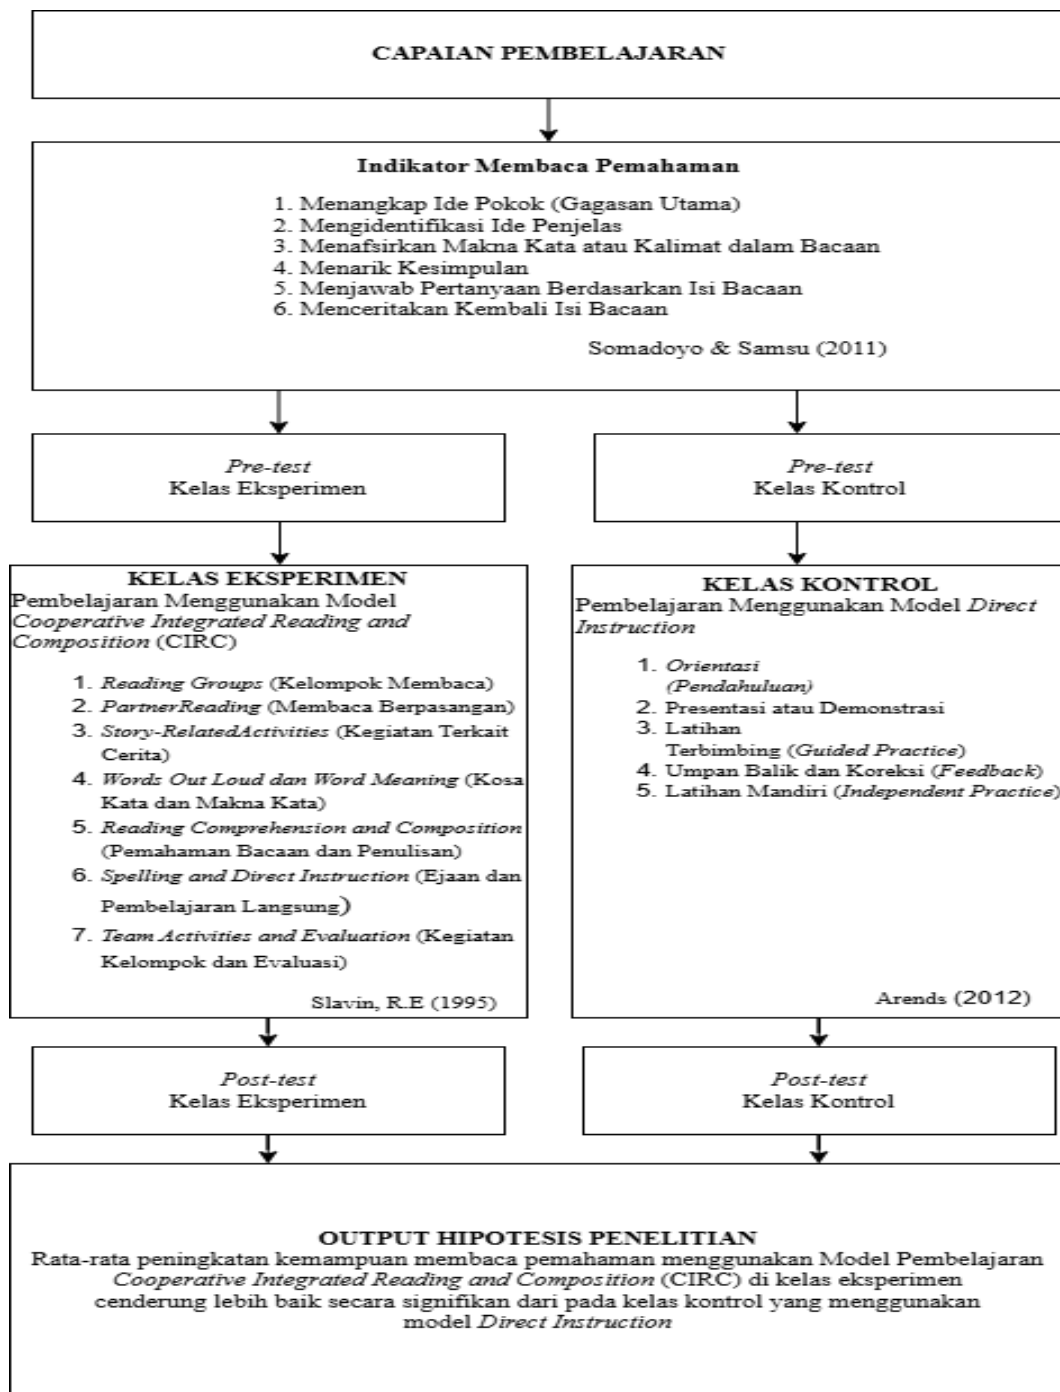 CAPAIAN PEMBELAJARAN
Indikator Membaca Pemahaman
1. Menangkap Ide Pokok (Gagasan Utama)
2. Mengidentifikasi Ide Penjelas
3. Menafsirkan Makna Kata atau Kalimat dalam Bacaan
4. Menarik Kesimpulan
5. Menjawab Pertanyaan Berdasarkan Isi Bacaan
6. Menceritakan Kembali Isi Bacaan
Somadoyo & Samsu (2011)
Pre-test
Kelas Eksperimen
Pre-test
Kelas Kontrol
KELAS EKSPERIMEN
Pembelajaran Menggunakan Model
Cooperative Integrated Reading and
Composition (CIRC)
1. Reading Groups (Kelompok Membaca)
2. PartnerReading (Membaca Berpasangan)
3. Story-RelatedActivities (Kegiatan Terkait
Cerita)
4. Words Out Loud dan Word Meaning (Kosa
Kata dan Makna Kata)
5. Reading Comprehension and Composition
(Pemahaman Bacaan dan Penulisan)
6. Spelling and Direct Instruction (Ejaan dan
Pembelajaran Langsung)
7. Team Activities and Evaluation (Kegiatan
Kelompok dan Evaluasi)
Slavin, R.E (1995)
KELAS KONTROL
Pembelajaran Menggunakan Model Direct
Instruction
1. Orientasi
(Pendahuluan)
2. Presentasi atau Demonstrasi
3. Latihan
Terbimbing (Guided Practice)
4. Umpan Balik dan Koreksi (Feedback)
5. Latihan Mandiri (Independent Practice)
Arends (2012)
Post-test
Kelas Eksperimen
Post-test
Kelas Kontrol
OUTPUT HIPOTESIS PENELITIAN
Rata-rata peningkatan kemampuan membaca pemahaman menggunakan Model Pembelajaran
Cooperative Integrated Reading and Composition (CIRC) di kelas eksperimen
cenderung lebih baik secara signifikan dari pada kelas kontrol yang menggunakan
model Direct Instruction